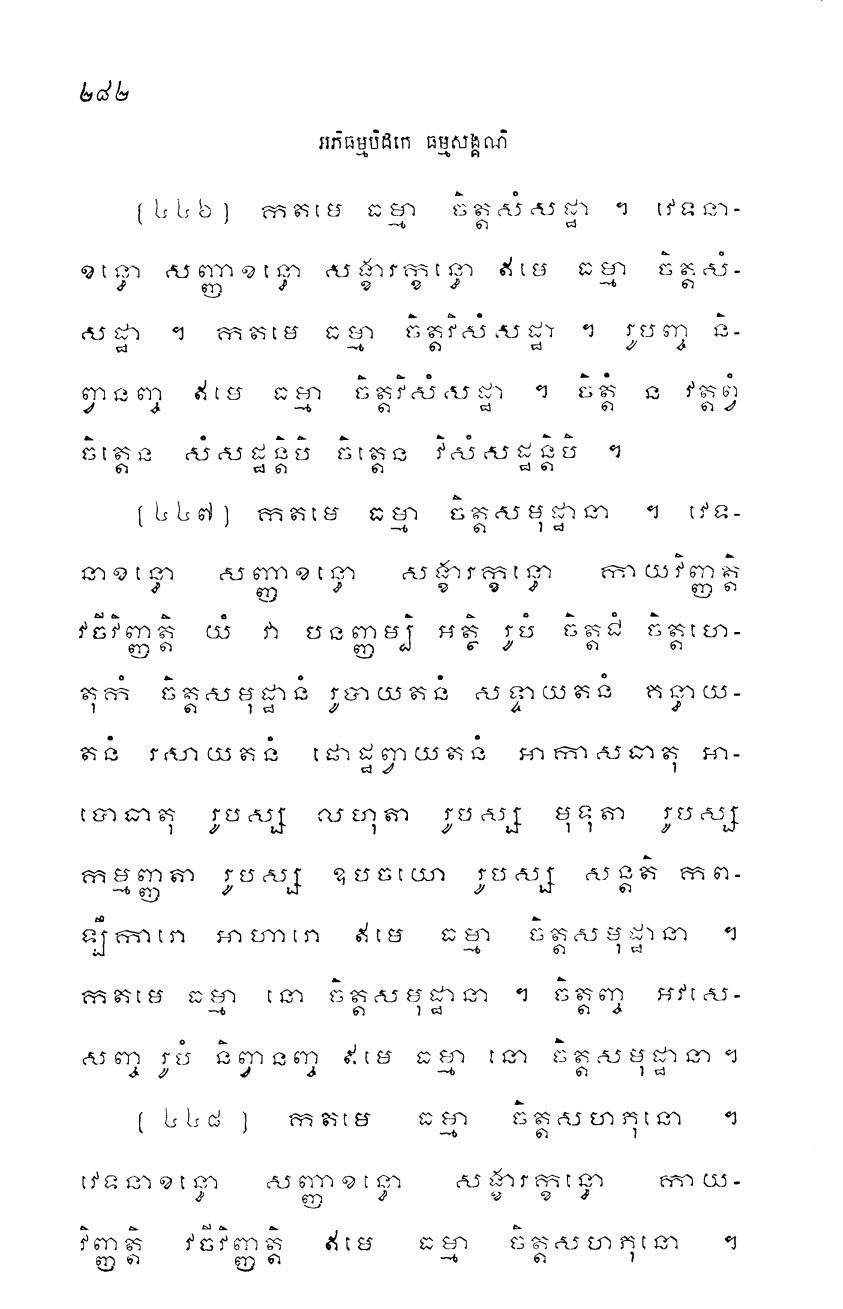 ២៨២
អភិធម្មបិដកេ ធម្មសង្គណិ
(៤៤៦) កតមេ ធម្មា ចិត្តសំសដ្ឋា ។ វេទនា-
ខន្ធោ សញ្ញាខន្ធោ សង្ខារក្ខន្ធោ ឥមេ ធម្មា ចិត្តសំ-
សដ្ឋា ។ កតមេ ធម្មា ចិត្តវិសំសដ្ឋា ។ រូបញ្ច និ-
ព្វានញ្ច ឥមេ ធម្មា ចិត្តវិសំសដ្ឋា ។ ចិត្តំ ន វត្តព្វំ
ចិត្តេន សំសដ្ឋន្តិបិ ចិត្តេន វិសំសដ្ឋន្តិបិ ។
(៤៤៧) កតមេ ធម្មា ចិត្តសមុដ្ឋានា ។ វេទ-
នាខន្ធោ សញ្ញាខន្ធោ សង្ខារក្ខន្ធោ កាយវិញ្ញត្តិ
វចីវិញ្ញត្តិ យំ វា បនញ្ញម្បិ អត្ថិ រូបំ ចិត្តជំ ចិត្តហេ-
តុកំ ចិត្តសមុដ្ឋានំ រូបាយតនំ សទ្ទាយតនំ គន្ធាយ-
តនំ រសាយតនំ ផោដ្ឋព្វាយតនំ អាកាសធាតុ អា-
បោធាតុ រូបស្ស លហុតា រូបស្ស មុទុតា រូបស្ស
កម្មញ្ញតា រូបស្ស ឧបចយោ រូបស្ស សន្តតិ កព-
ឡីការោ អាហារោ ឥមេ ធម្មា ចិត្តសមុដ្ឋានា ។
កតមេ ធម្មា នោ ចិត្តសមុដ្ឋានា ។ ចិត្តញ្ច អវសេ-
សញ្ច រូបំ និព្វានញ្ច ឥមេ ធម្មា នោ ចិត្តសមុដ្ឋានា ។
(៤៤៨) កតមេ ធម្មា ចិត្តសហភុនោ ។
វេទនាខន្ធោ សញ្ញាខន្ធោ សង្ខារក្ខន្ធោ កាយ-
វិញ្ញត្តិ វចីវិញ្ញត្តិ ឥមេ ធម្មា ចិត្តសហភុនោ ។